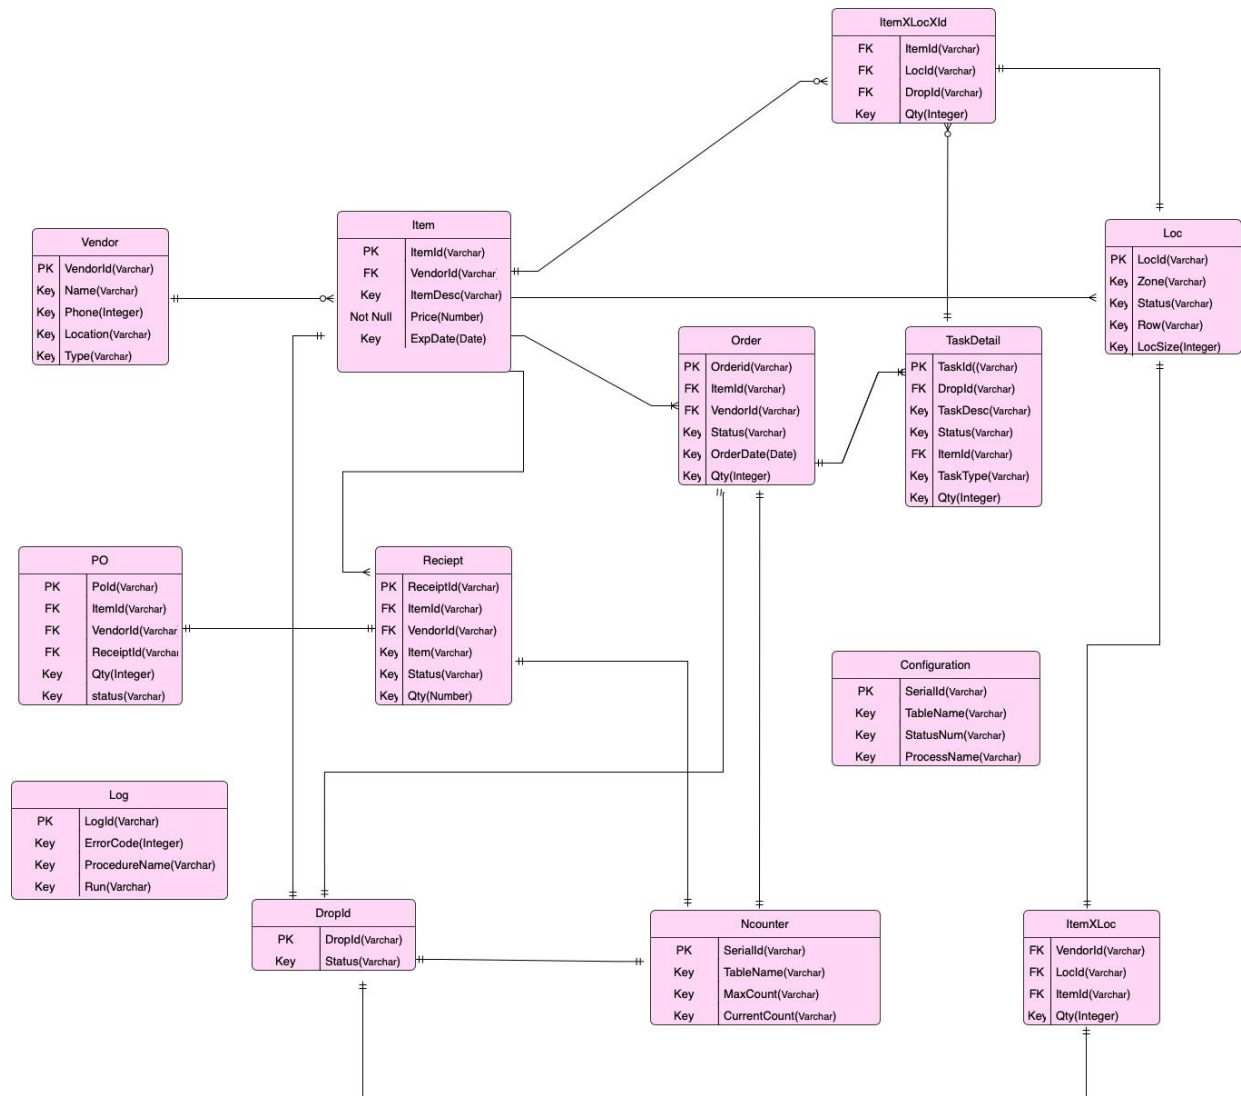 ItemXLocXId
FK ItemId(Varchar)
FK LocId(Varchar)
FK DropId(Varchar)
Key Qty(Integer)
Item
PK ItemId(Varchar)
FK VendorId(Varchar
Key ItemDesc(Varchar)
Not Null Price(Number)
Key ExpDate(Date)
Vendor
PK VendorId(Varchar)
Key Name(Varchar)
Key Phone(Integer)
Key Location(Varchar)
Key Type(Varchar)
Loc
PK LocId(Varchar)
Key Zone(Varchar)
Key Status(Varchar)
Key Row(Varchar)
Key LocSize(Integer)
Order
PK Orderid(Varchar)
FK ItemId(Varchar)
FK VendorId(Varchar)
Key Status(Varchar)
Key OrderDate(Date)
Key Qty(Integer)
TaskDetail
PK TaskId((Varchar)
FK DropId(Varchar)
Key TaskDesc(Varchar)
Key Status(Varchar)
FK ItemId(Varchar)
Key TaskType(Varchar)
Key Qty(Integer)
PO
PK PoId(Varchar)
FK ItemId(Varchar)
FK VendorId(Varchar
FK ReceiptId(Varchar
Key Qty(Integer)
Key status(Varchar)
Reciept
PK ReceiptId(Varchar)
FK ItemId(Varchar)
FK VendorId(Varchar)
Key Item(Varchar)
Key Status(Varchar)
Key Qty(Number)
Configuration
PK SerialId(Varchar)
Key TableName(Varchar)
Key StatusNum(Varchar)
Key ProcessName(Varchar)
Log
PK LogId(Varchar)
Key ErrorCode(Integer)
Key ProcedureName(Varchar)
Key Run(Varchar)
DropId
PK DropId(Varchar)
Key Status(Varchar)
Ncounter
PK SerialId(Varchar)
Key TableName(Varchar)
Key MaxCount(Varchar)
Key CurrentCount(Varchar)
ItemXLoc
FK VendorId(Varchar)
FK LocId(Varchar)
FK ItemId(Varchar)
Key Qty(Integer)